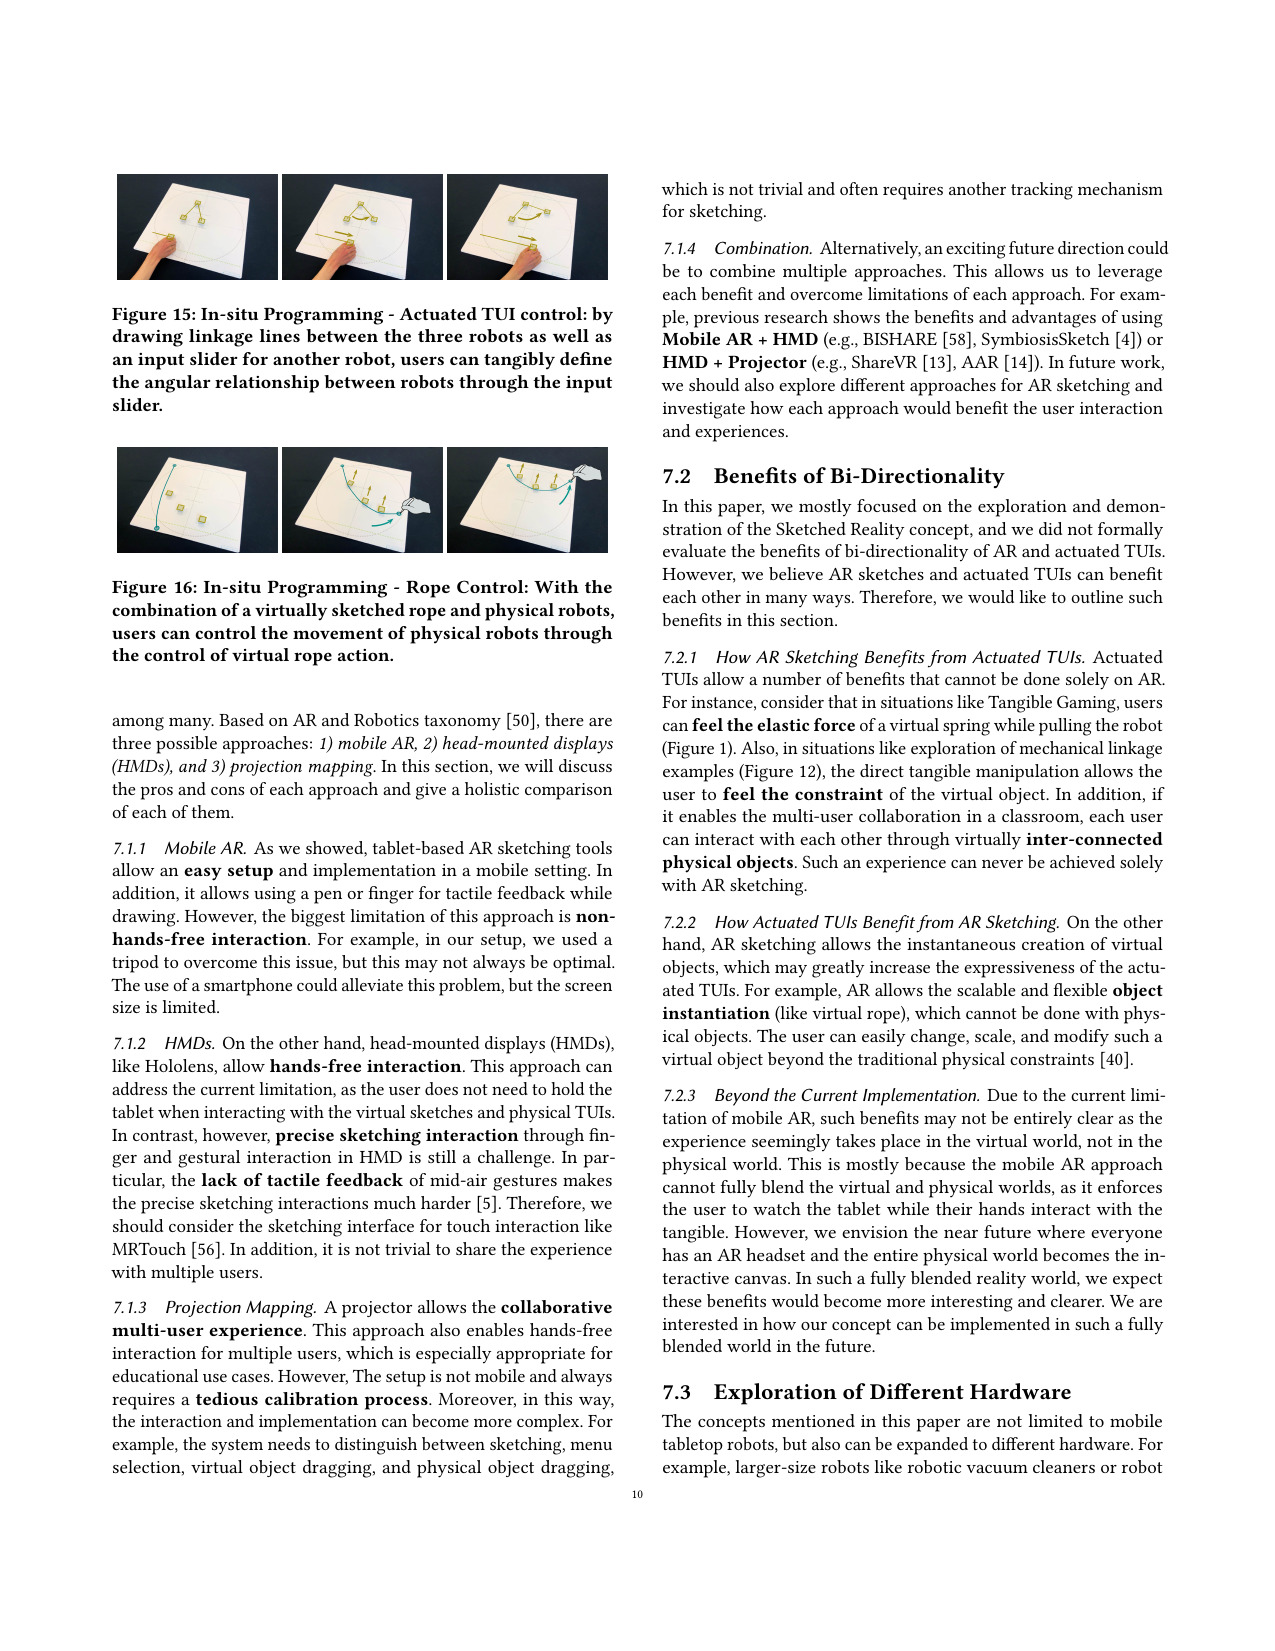 Figure 15: In-situ Programming - Actuated TUI control: by
drawing linkage lines between the three robots as well as
an input slider for another robot, users can tangibly define
the angular relationship between robots through the input
slider.
Figure 16: In-situ Programming - Rope Control: With the
combination of a virtually sketched rope and physical robots,
users can control the movement of physical robots through
the control of virtual rope action.
among many. Based on AR and Robotics taxonomy [50], there are
three possible approaches: 1) mobile AR, 2) head-mounted displays
(HMDs), and 3) projection mapping. In this section, we will discuss
the pros and cons of each approach and give a holistic comparison
of each of them.
7.1.1 Mobile AR. As we showed, tablet-based AR sketching tools
allow an easy setup and implementation in a mobile setting. In
addition, it allows using a pen or finger for tactile feedback while
drawing. However, the biggest limitation of this approach is non-
hands-free interaction. For example, in our setup, we used a
tripod to overcome this issue, but this may not always be optimal.
The use of a smartphone could alleviate this problem, but the screen
size is limited.
7.1.2 HMDs. On the other hand, head-mounted displays (HMDs),
like Hololens, allow hands-free interaction. This approach can
address the current limitation, as the user does not need to hold the
tablet when interacting with the virtual sketches and physical TUIs.
In contrast, however, precise sketching interaction through fin-
ger and gestural interaction in HMD is still a challenge. In par-
ticular, the lack of tactile feedback of mid-air gestures makes
the precise sketching interactions much harder [5]. Therefore, we
should consider the sketching interface for touch interaction like
MRTouch [56]. In addition, it is not trivial to share the experience
with multiple users.
7.1.3 Projection Mapping. A projector allows the collaborative
multi-user experience. This approach also enables hands-free
interaction for multiple users, which is especially appropriate for
educational use cases. However, The setup is not mobile and always
requires a tedious calibration process. Moreover, in this way,
the interaction and implementation can become more complex. For
example, the system needs to distinguish between sketching, menu
selection, virtual object dragging, and physical object dragging,
which is not trivial and often requires another tracking mechanism
for sketching.
7.1.4 Combination. Alternatively, an exciting future direction could
be to combine multiple approaches. This allows us to leverage
each benefit and overcome limitations of each approach. For exam-
ple, previous research shows the benefits and advantages of using
Mobile AR + HMD (e.g., BISHARE [58], SymbiosisSketch [4]) or
HMD + Projector (e.g., ShareVR [13], AAR [14]). In future work,
we should also explore different approaches for AR sketching and
investigate how each approach would benefit the user interaction
and experiences.
7.2 Benefits of Bi-Directionality
In this paper, we mostly focused on the exploration and demon-
stration of the Sketched Reality concept, and we did not formally
evaluate the benefits of bi-directionality of AR and actuated TUIs.
However, we believe AR sketches and actuated TUIs can benefit
each other in many ways. Therefore, we would like to outline such
benefits in this section.
7.2.1 How AR Sketching Benefits from Actuated TUIs. Actuated
TUIs allow a number of benefits that cannot be done solely on AR.
For instance, consider that in situations like Tangible Gaming, users
can feel the elastic force of a virtual spring while pulling the robot
(Figure 1). Also, in situations like exploration of mechanical linkage
examples (Figure 12), the direct tangible manipulation allows the
user to feel the constraint of the virtual object. In addition, if
it enables the multi-user collaboration in a classroom, each user
can interact with each other through virtually inter-connected
physical objects. Such an experience can never be achieved solely
with AR sketching.
7.2.2 How Actuated TUIs Benefit from AR Sketching. On the other
hand, AR sketching allows the instantaneous creation of virtual
objects, which may greatly increase the expressiveness of the actu-
ated TUIs. For example, AR allows the scalable and flexible object
instantiation (like virtual rope), which cannot be done with phys-
ical objects. The user can easily change, scale, and modify such a
virtual object beyond the traditional physical constraints [40].
7.2.3 Beyond the Current Implementation. Due to the current limi-
tation of mobile AR, such benefits may not be entirely clear as the
experience seemingly takes place in the virtual world, not in the
physical world. This is mostly because the mobile AR approach
cannot fully blend the virtual and physical worlds, as it enforces
the user to watch the tablet while their hands interact with the
tangible. However, we envision the near future where everyone
has an AR headset and the entire physical world becomes the in-
teractive canvas. In such a fully blended reality world, we expect
these benefits would become more interesting and clearer. We are
interested in how our concept can be implemented in such a fully
blended world in the future.
7.3 Exploration of Different Hardware
The concepts mentioned in this paper are not limited to mobile
tabletop robots, but also can be expanded to different hardware. For
example, larger-size robots like robotic vacuum cleaners or robot
10